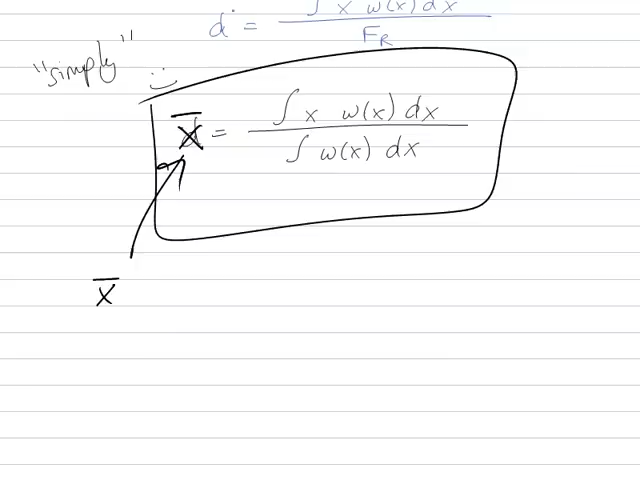 d = ∫ x w(x) dx / F_R
"simply"
x̄ = ∫ x w(x) dx / ∫ w(x) dx
x̄